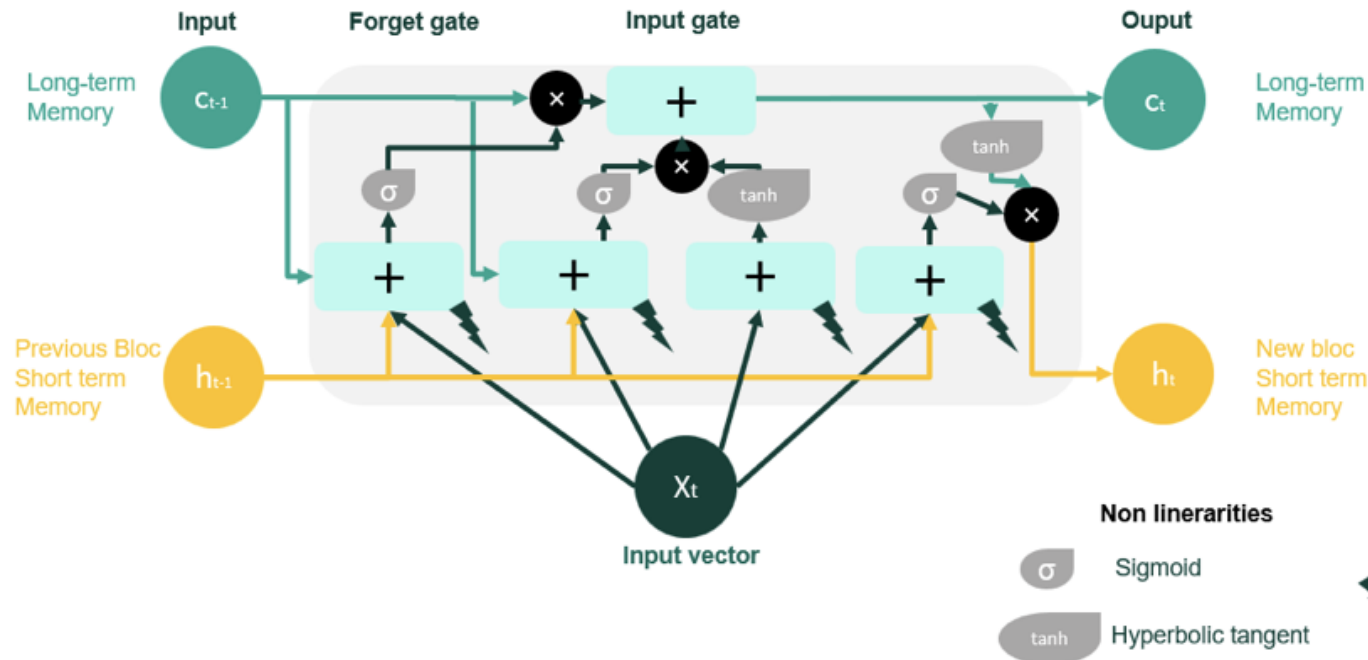 Input
Forget gate
Input gate
Ouput
Long-term
Memory
Ct-1
×
+
Ct
Long-term
Memory
tanh
×
σ
σ
tanh
σ
×
+
+
+
+
Previous Bloc
Short term
Memory
ht-1
ht
New bloc
Short term
Memory
Xt
Input vector
Non linerarities
σ
Sigmoid
tanh
Hyperbolic tangent